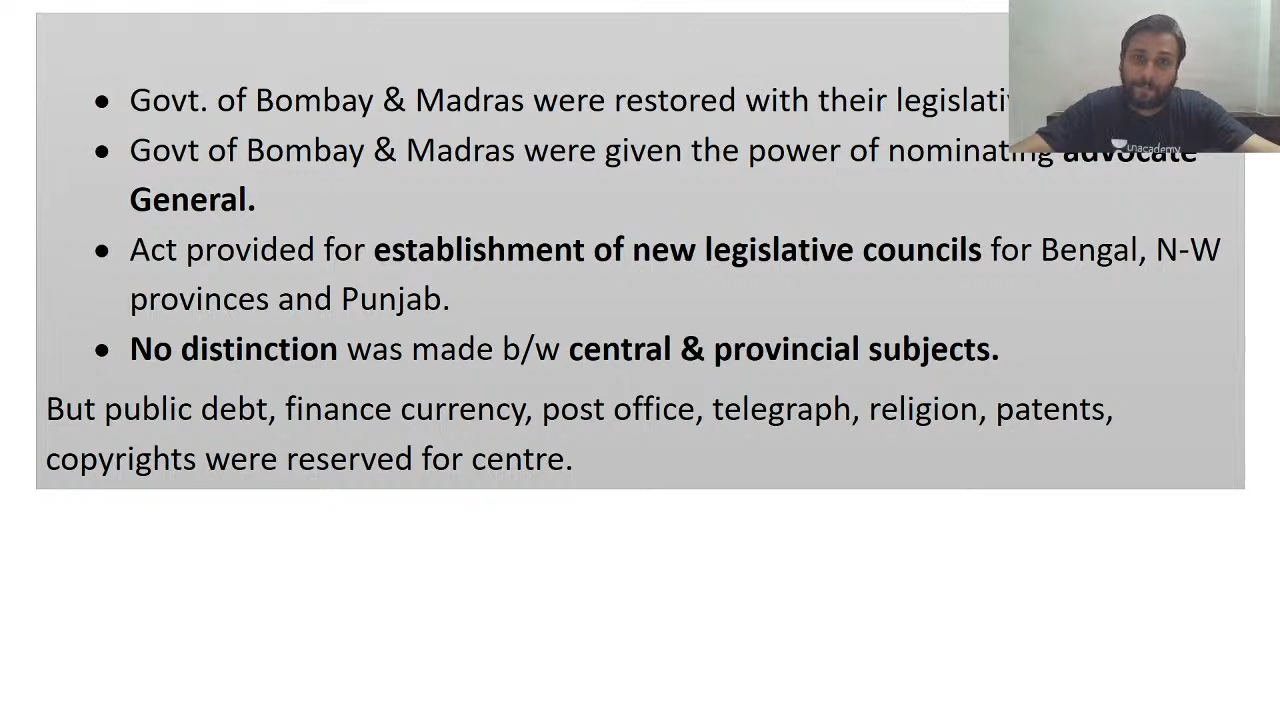 Govt. of Bombay & Madras were restored with their
Govt of Bombay & Madras were given the power of nominating advocate
General.
Act provided for establishment of new legislative councils for Bengal, N-W
provinces and Punjab.
No distinction was made b/w central & provincial subjects.
But public debt, finance currency, post office, telegraph, religion, patents,
copyrights were reserved for centre.
unacademy